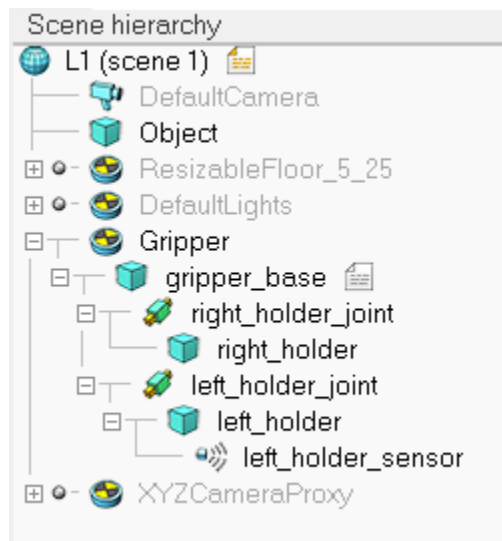 Scene hierarchy
L1 (scene 1)
DefaultCamera
Object
ResizableFloor_5_25
DefaultLights
Gripper
gripper_base
right_holder_joint
right_holder
left_holder_joint
left_holder
left_holder_sensor
XYZCameraProxy